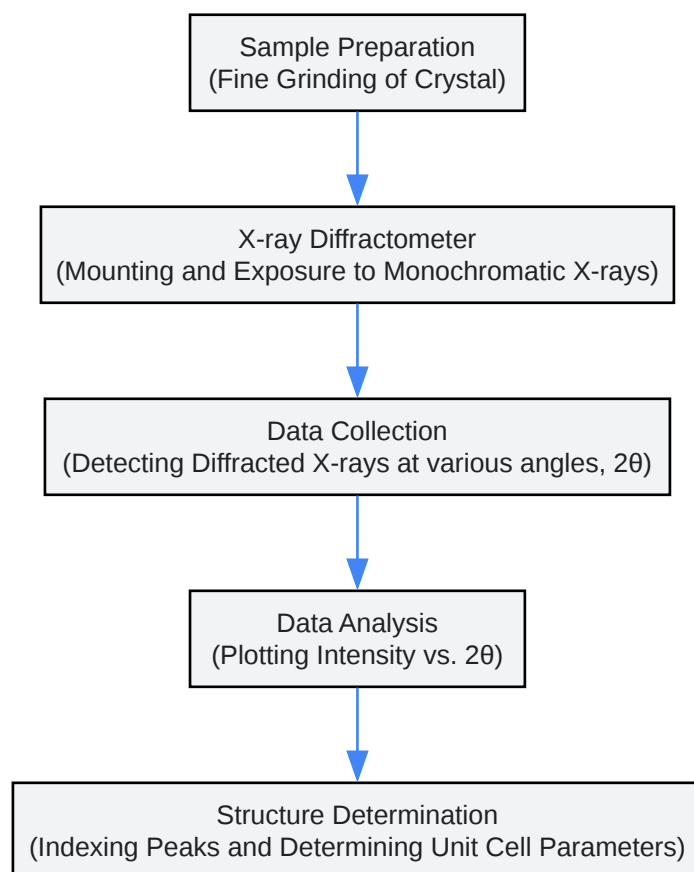 Sample Preparation
(Fine Grinding of Crystal)
X-ray Diffractometer
(Mounting and Exposure to Monochromatic X-rays)
Data Collection
(Detecting Diffracted X-rays at various angles, 2θ)
Data Analysis
(Plotting Intensity vs. 2θ)
Structure Determination
(Indexing Peaks and Determining Unit Cell Parameters)